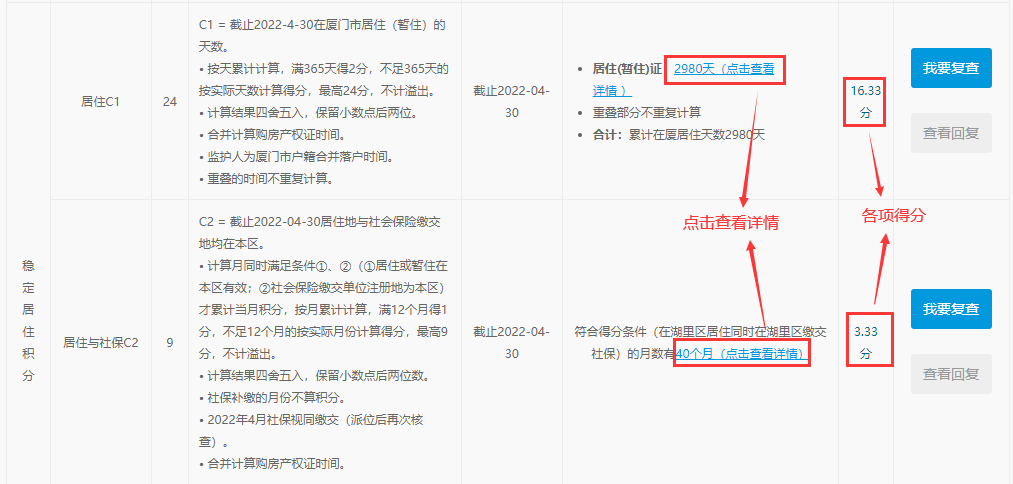 居住C1
24
C1 = 截止2022-4-30在厦门市居住（暂住）的
天数。
• 按天累计计算，满365天得2分，不足365天的
按实际天数计算得分，最高24分，不计溢出。
• 计算结果四舍五入，保留小数点后两位。
• 合并计算购房产权证时间。
• 监护人为厦门市户籍合并落户时间。
• 重叠的时间不重复计算。
截止2022-04-
30
• 居住(暂住)证 2980天（点击查看
详情 ）
• 重叠部分不重复计算
• 合计：累计在厦居住天数2980天
16.33
分
我要复查
查看回复
点击查看详情
各项得分
稳
定
居
住
积
分
居住与社保C2
9
C2 = 截止2022-04-30居住地与社会保险缴交
地均在本区。
• 计算月同时满足条件①、②（①居住或暂住在
本区有效；②社会保险缴交单位注册地为本区）
才累计当月积分，按月累计计算，满12个月得1
分，不足12个月的按实际月份计算得分，最高9
分，不计溢出。
• 计算结果四舍五入，保留小数点后两位数。
• 社保补缴的月份不算积分。
• 2022年4月社保视同缴交（派位后再次核
查）。
• 合并计算购房产权证时间。
截止2022-04-
30
符合得分条件（在湖里区居住同时在湖里区缴交
社保）的月数有40个月（点击查看详情）
3.33
分
我要复查
查看回复